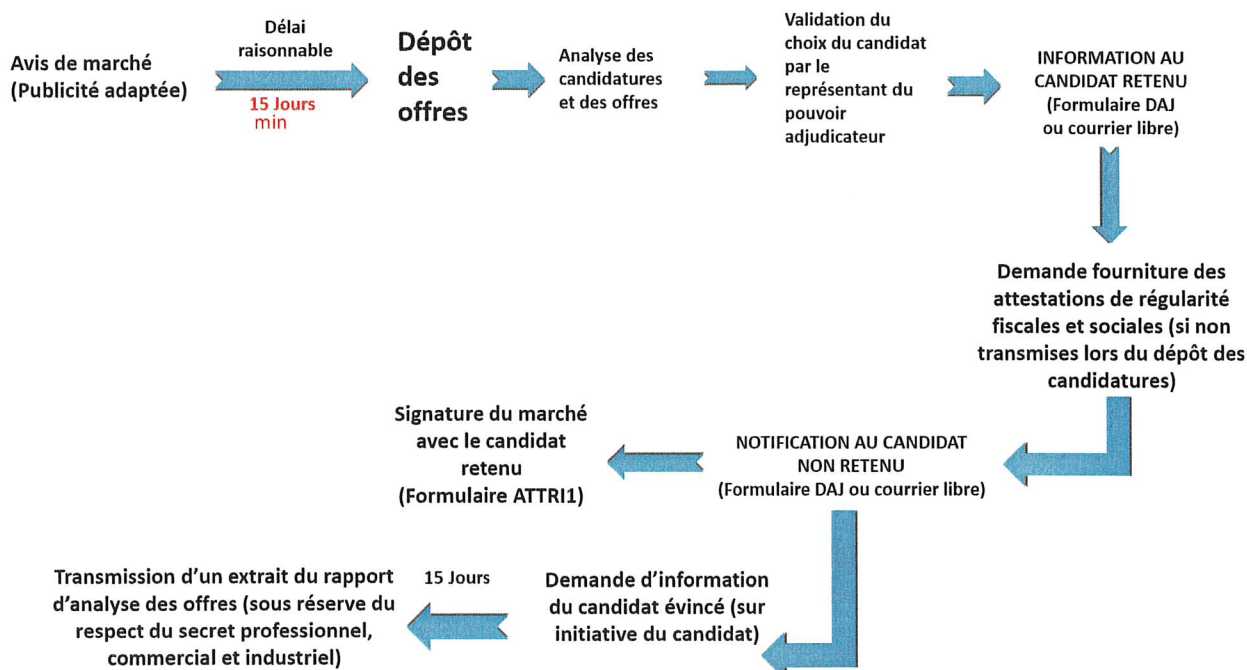 Avis de marché
(Publicité adaptée)
Délai
raisonnable
15 Jours
min
Dépôt
des
offres
Analyse des
candidatures
et des offres
Validation du
choix du candidat
par le
représentant du
pouvoir
adjudicateur
INFORMATION AU
CANDIDAT RETENU
(Formulaire DAJ
ou courrier libre)
Demande fourniture des
attestations de régularité
fiscales et sociales (si non
transmises lors du dépôt des
candidatures)
NOTIFICATION AU CANDIDAT
NON RETENU
(Formulaire DAJ ou courrier libre)
Signature du marché
avec le candidat
retenu
(Formulaire ATTRI1)
Demande d’information
du candidat évincé (sur
initiative du candidat)
15 Jours
Transmission d’un extrait du rapport
d’analyse des offres (sous réserve du
respect du secret professionnel,
commercial et industriel)